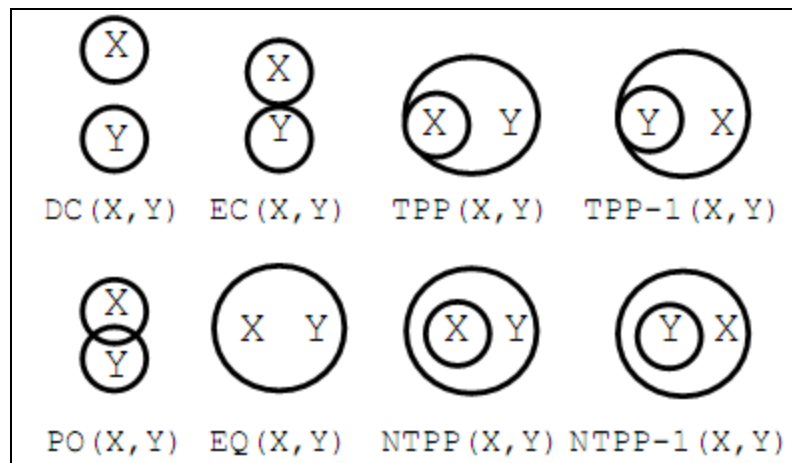 X
X
X Y
Y X
Y
Y
DC(X,Y) EC(X,Y) TPP(X,Y) TPP-1(X,Y)
X
X Y
X Y
Y X
Y
PO(X,Y) EQ(X,Y) NTPP(X,Y) NTPP-1(X,Y)